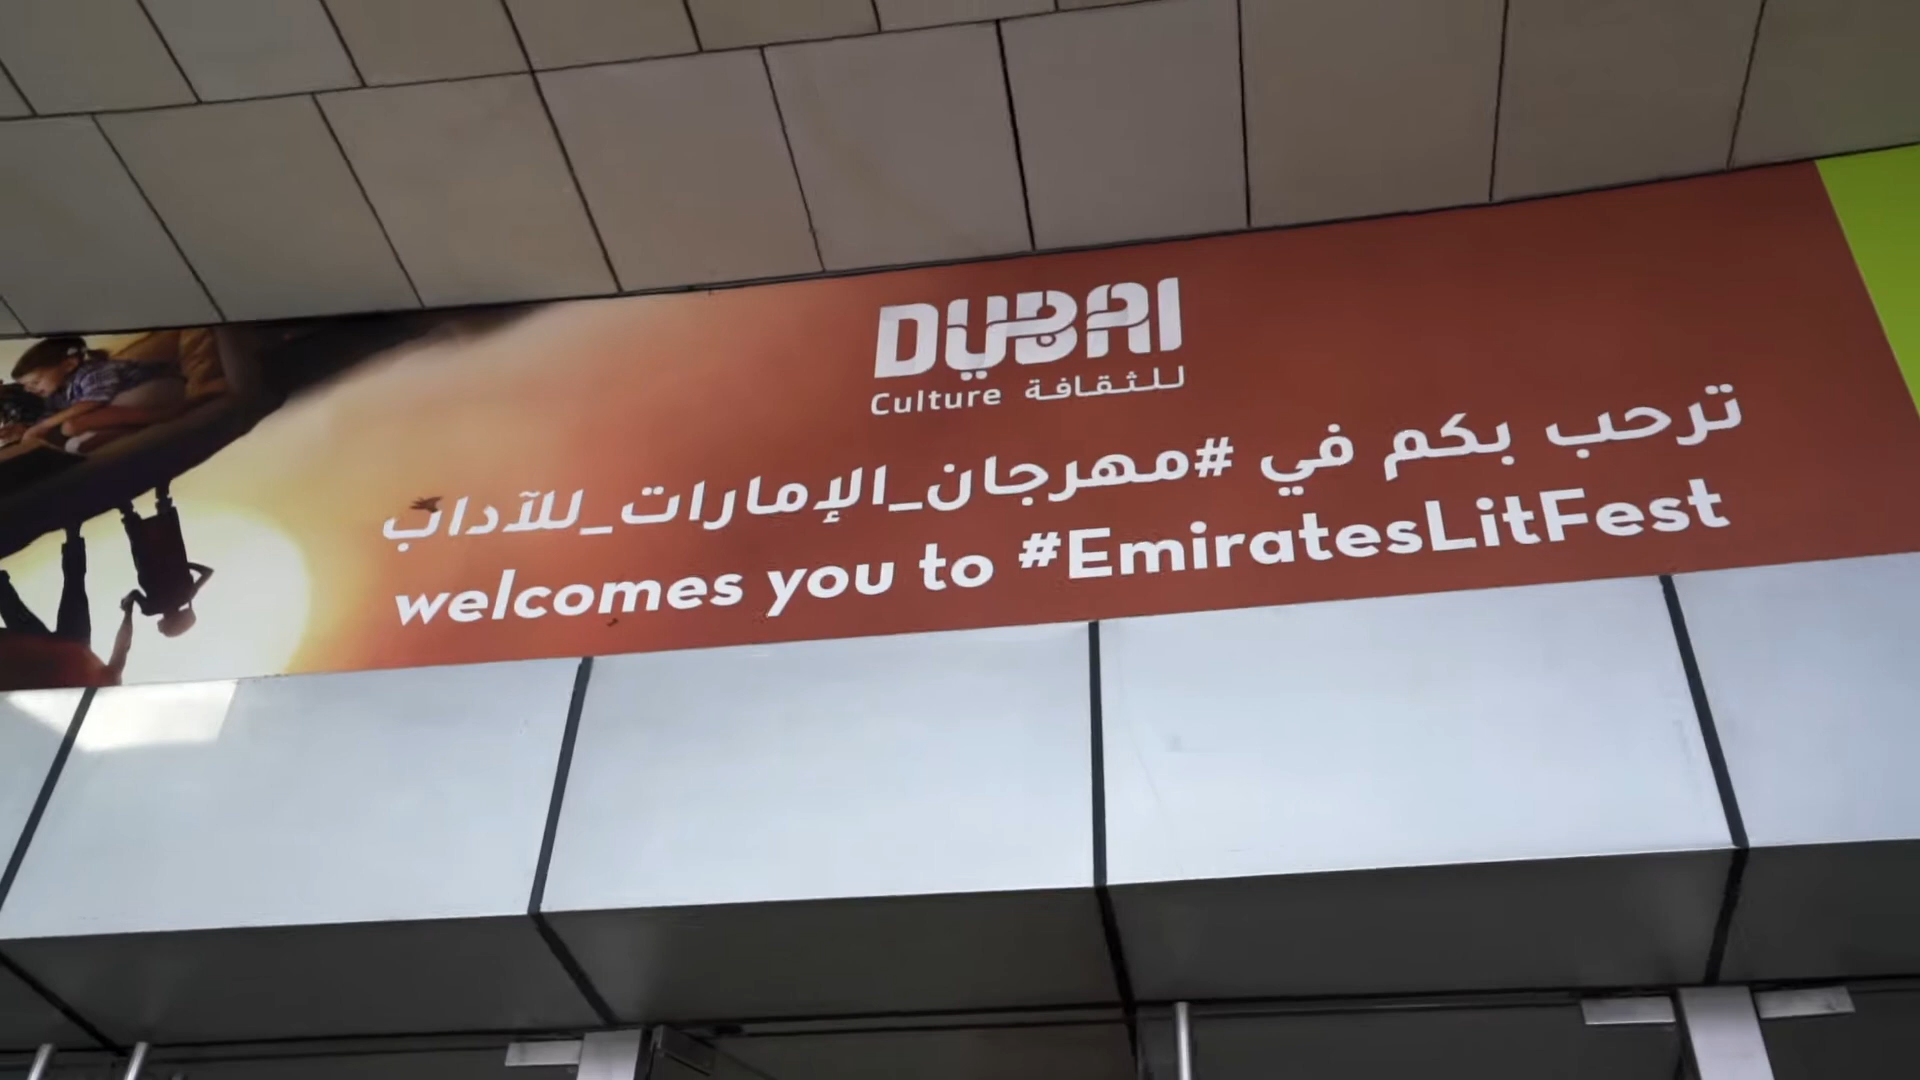 DUBAI
Culture للثقافة
ترحب بكم في #مهرجان_الإمارات_للآداب
welcomes you to #EmiratesLitFest